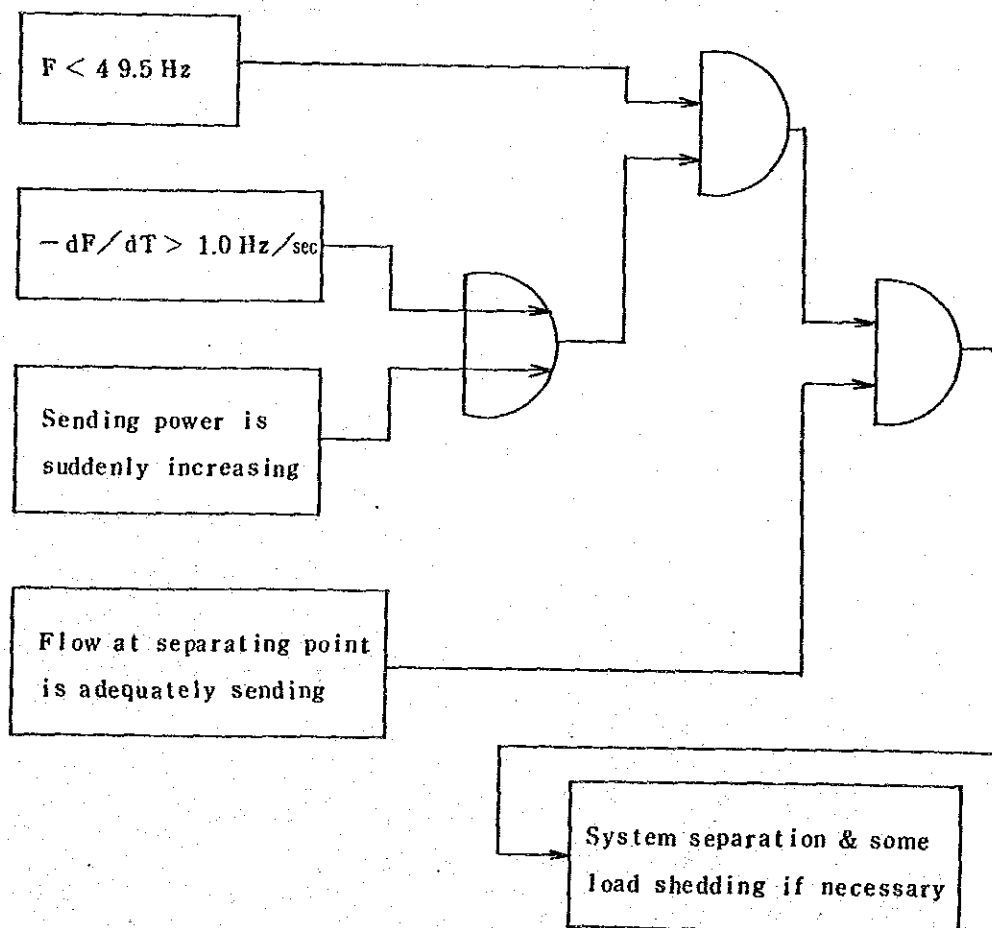 F < 49.5 Hz
-dF/dT > 1.0 Hz/sec
Sending power is
suddenly increasing
Flow at separating point
is adequately sending
System separation & some
load shedding if necessary